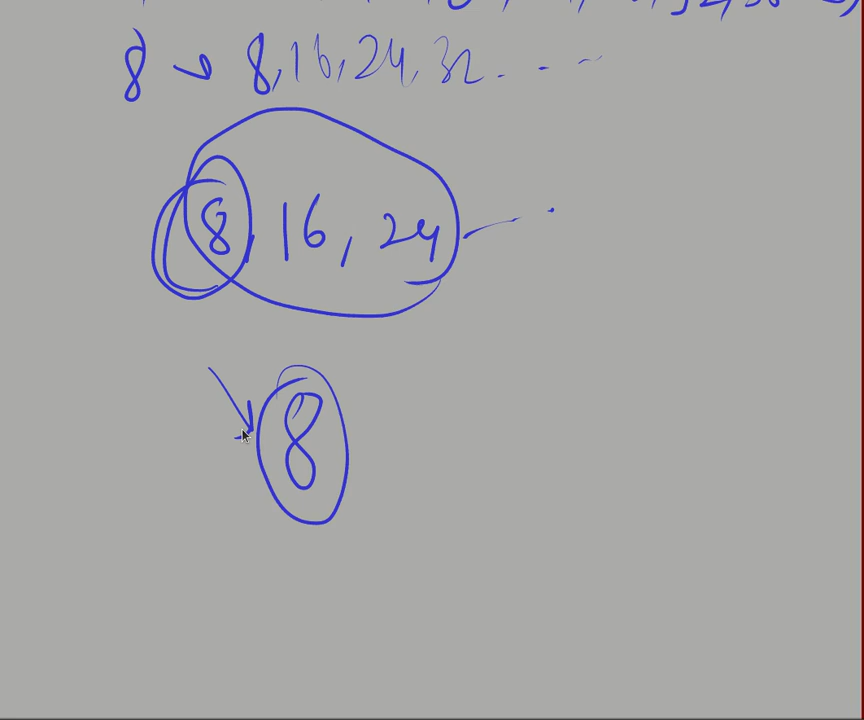 8 → 8, 16, 24, 32 . . . .
8, 16, 24 — .
8